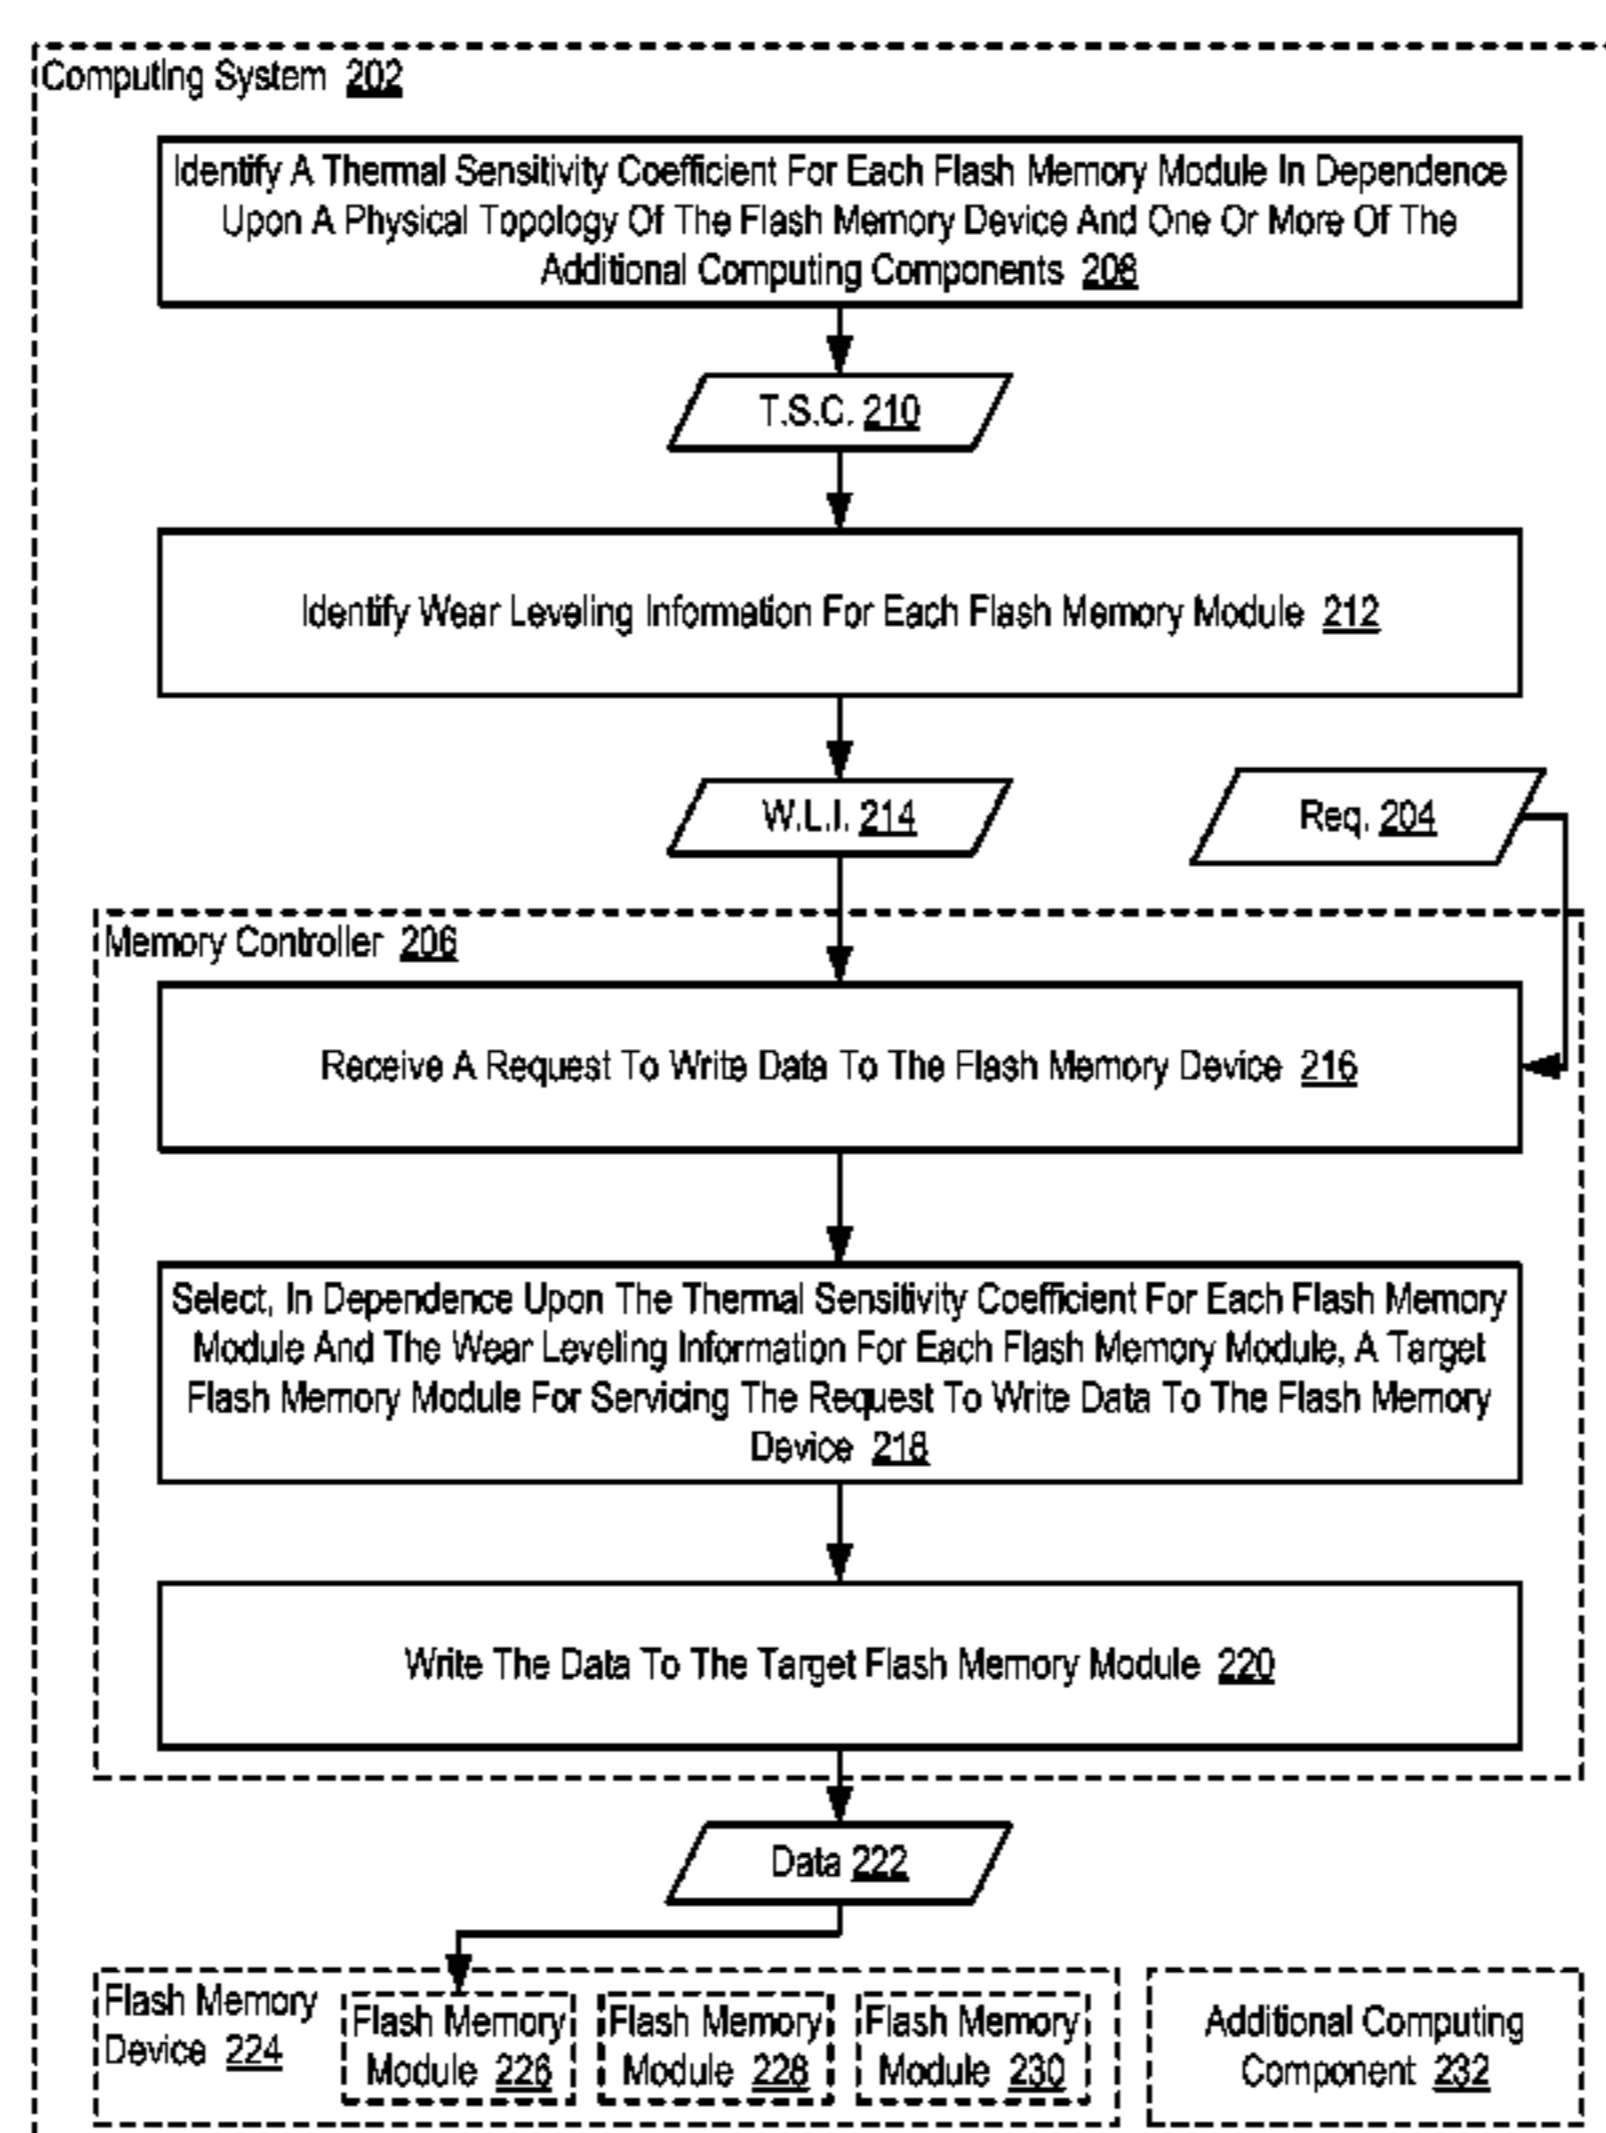 Computing System 202
Identify A Thermal Sensitivity Coefficient For Each Flash Memory Module In Dependence
Upon A Physical Topology Of The Flash Memory Device And One Or More Of The
Additional Computing Components 208
T.S.C. 210
Identify Wear Leveling Information For Each Flash Memory Module 212
W.L.I. 214
Req. 204
Memory Controller 206
Receive A Request To Write Data To The Flash Memory Device 216
Select, In Dependence Upon The Thermal Sensitivity Coefficient For Each Flash Memory
Module And The Wear Leveling Information For Each Flash Memory Module, A Target
Flash Memory Module For Servicing The Request To Write Data To The Flash Memory
Device 218
Write The Data To The Target Flash Memory Module 220
Data 222
Flash Memory
Device 224
Flash Memory
Module 226
Flash Memory
Module 228
Flash Memory
Module 230
Additional Computing
Component 232